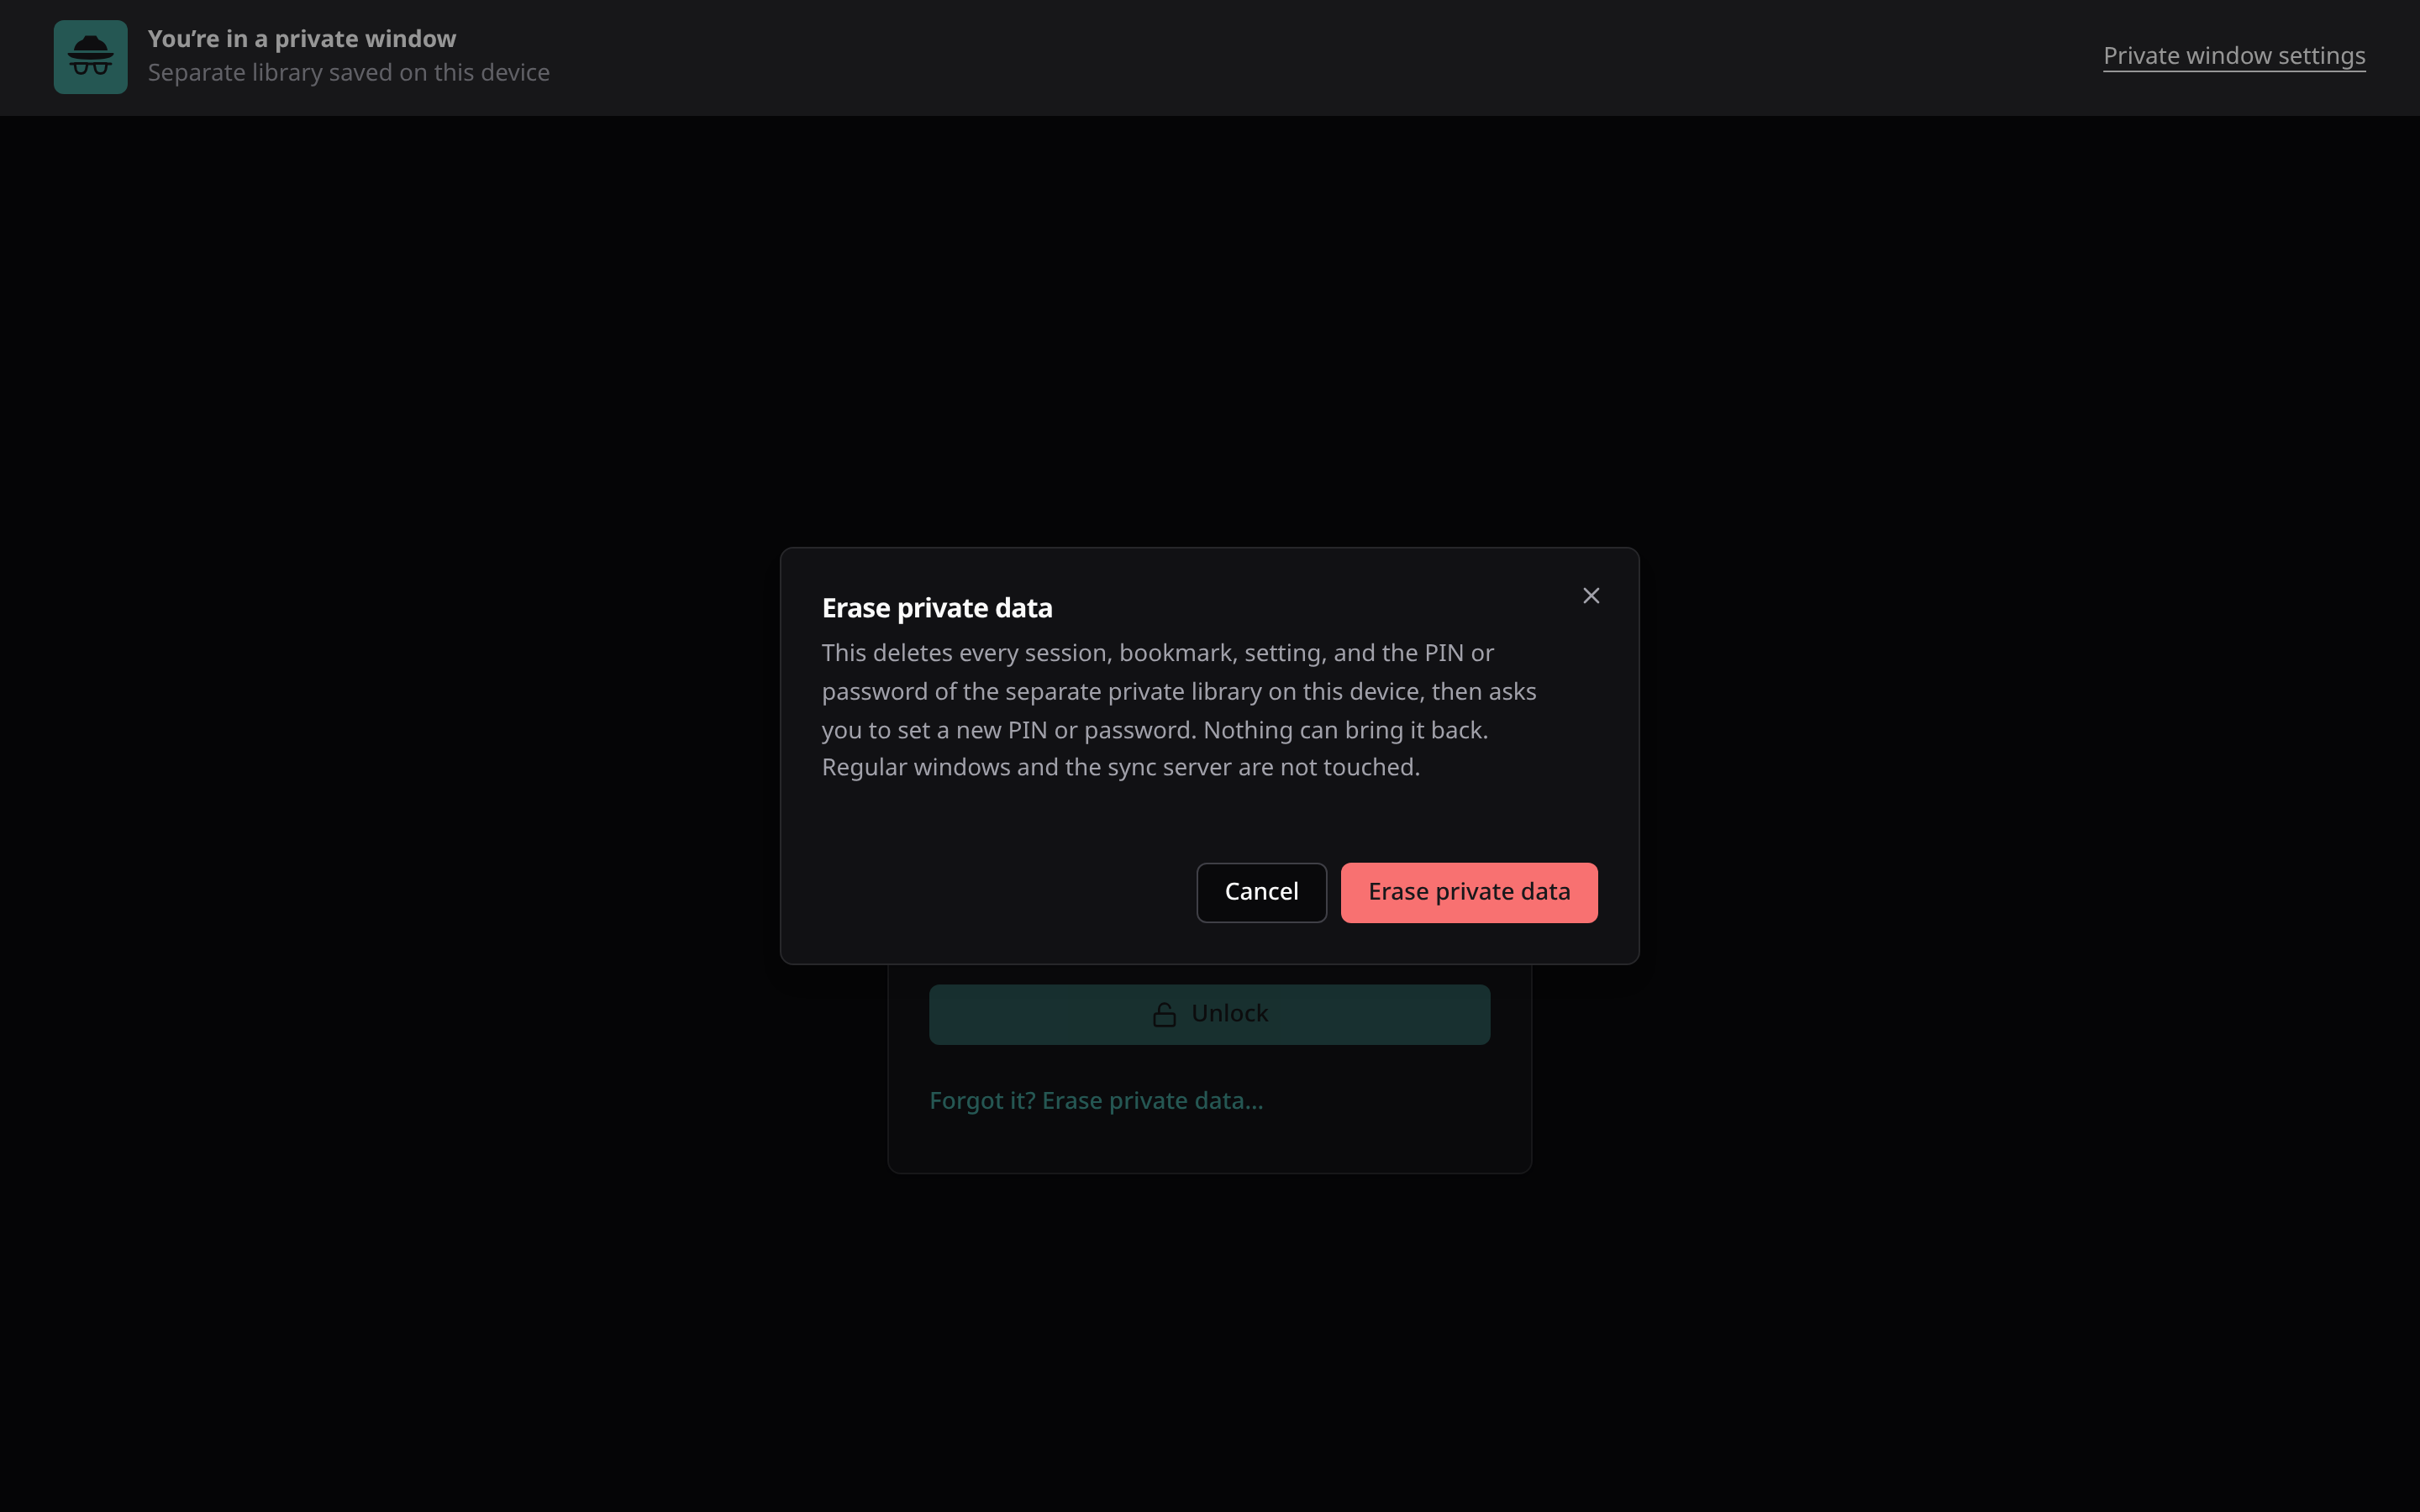 You’re in a private window
Separate library saved on this device
Private window settings
Erase private data
This deletes every session, bookmark, setting, and the PIN or
password of the separate private library on this device, then asks
you to set a new PIN or password. Nothing can bring it back.
Regular windows and the sync server are not touched.
Cancel
Erase private data
Unlock
Forgot it? Erase private data...